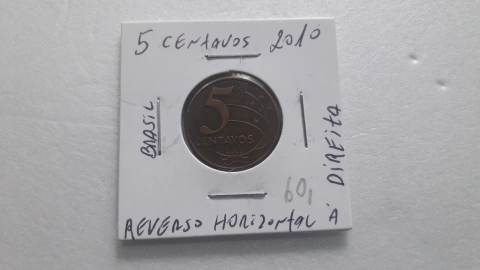 5 CENTAVOS 2010
BRASIL
5
CENTAVOS
DIREITA
60,
REVERSO HORIZONTAL À